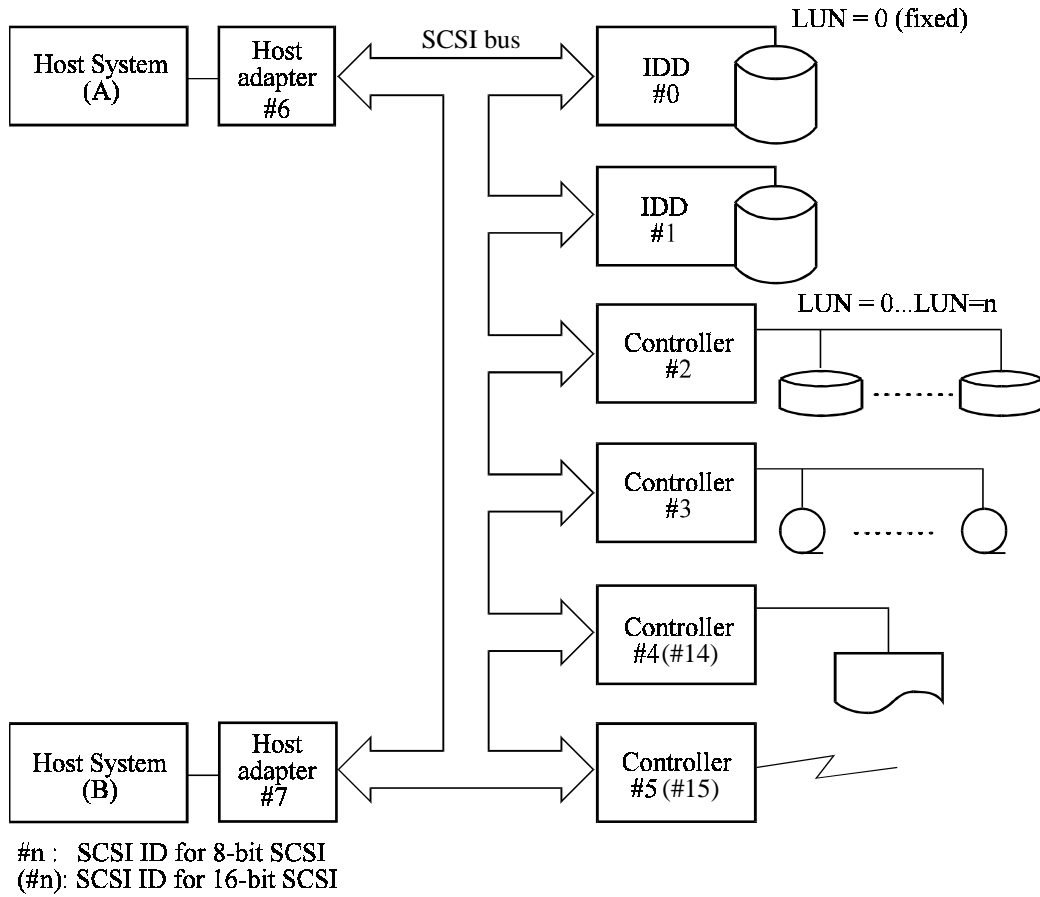 LUN = 0 (fixed)
SCSI bus
Host System
(A)
Host
adapter
#6
IDD
#0
IDD
#1
LUN = 0...LUN=n
Controller
#2
Controller
#3
Controller
#4(#14)
Host System
(B)
Host
adapter
#7
Controller
#5(#15)
#n : SCSI ID for 8-bit SCSI
(#n): SCSI ID for 16-bit SCSI